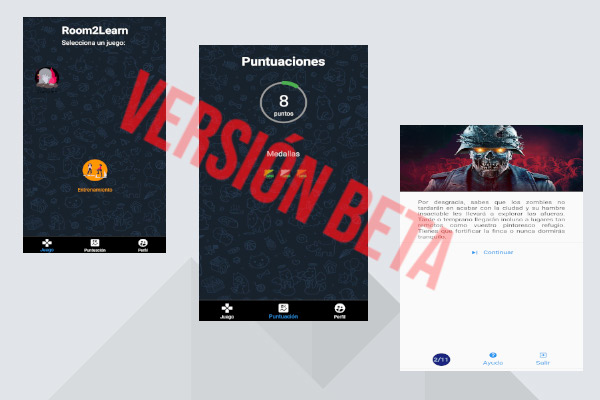 Room2Learn
Selecciona un juego:
Entrenamiento
Juego
Puntuación
Perfil
Puntuaciones
8
puntos
Medallas
Juego
Puntuación
Perfil
Por desgracia, sabes que los zombies no
tardarán en acabar con la ciudad y su hambre
insaciable les llevará a explorar las afueras.
Tarde o temprano llegarán incluso a lugares tan
remotos como vuestro pintoresco refugio.
Tienes que fortificar la finca o nunca dormirás
tranquilo.
Continuar
2/11
Ayuda
Salir
VERSIÓN BETA